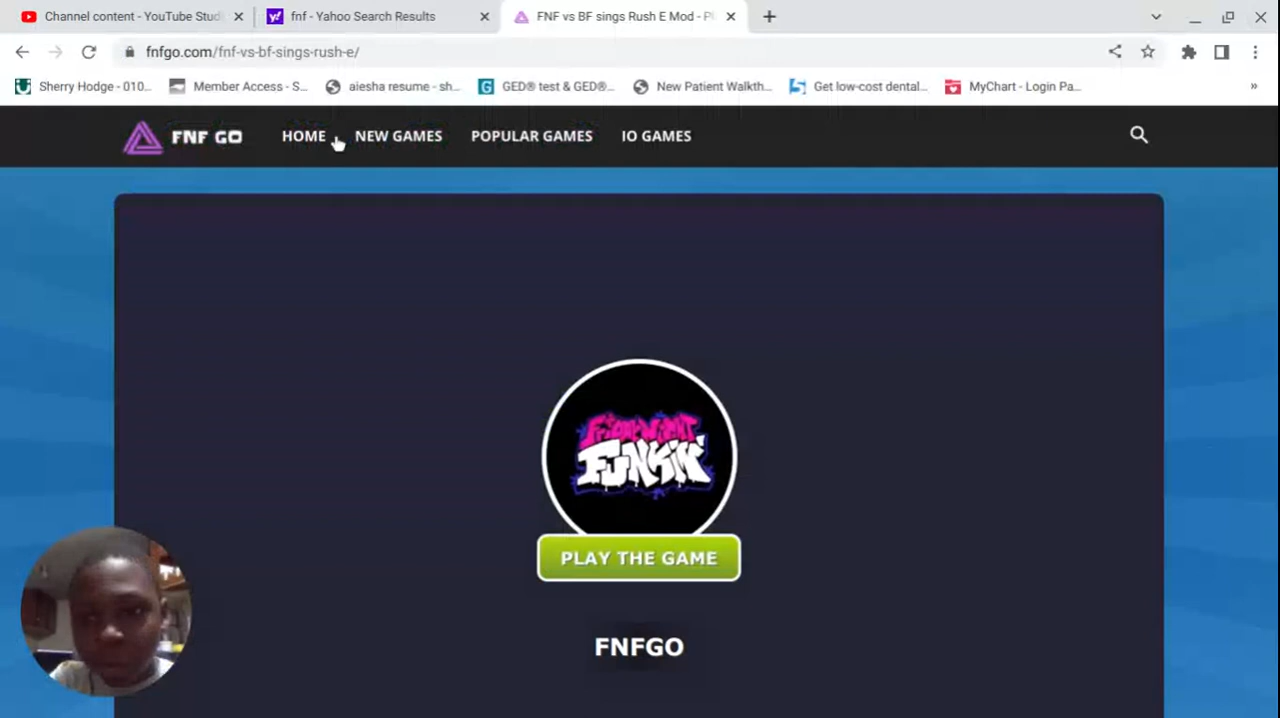 Channel content - YouTube Stud
fnf - Yahoo Search Results
FNF vs BF sings Rush E Mod - Pl
fnfgo.com/fnf-vs-bf-sings-rush-e/
Sherry Hodge - 010...
Member Access - S...
aiesha resume - sh...
GED® test & GED®...
New Patient Walkth...
Get low-cost dental...
MyChart - Login Pa...
FNF GO
HOME
NEW GAMES
POPULAR GAMES
IO GAMES
FRIDAY NIGHT
FUNKIN'
PLAY THE GAME
FNFGO